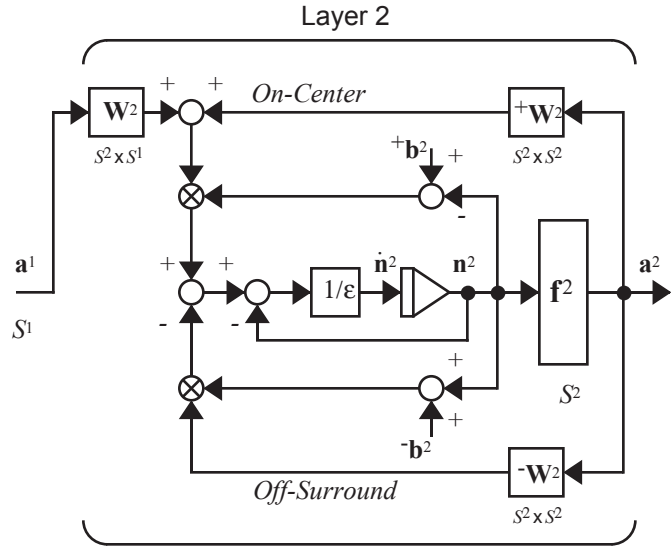 Layer 2
+ + On-Center
W² ⁺W²
S² x S¹ S² x S²
⁺b² +
-
a¹ + + ṅ² n² a²
1/ε f²
S¹ - - S²
+
+
⁻b²
⁻W²
Off-Surround
S² x S²